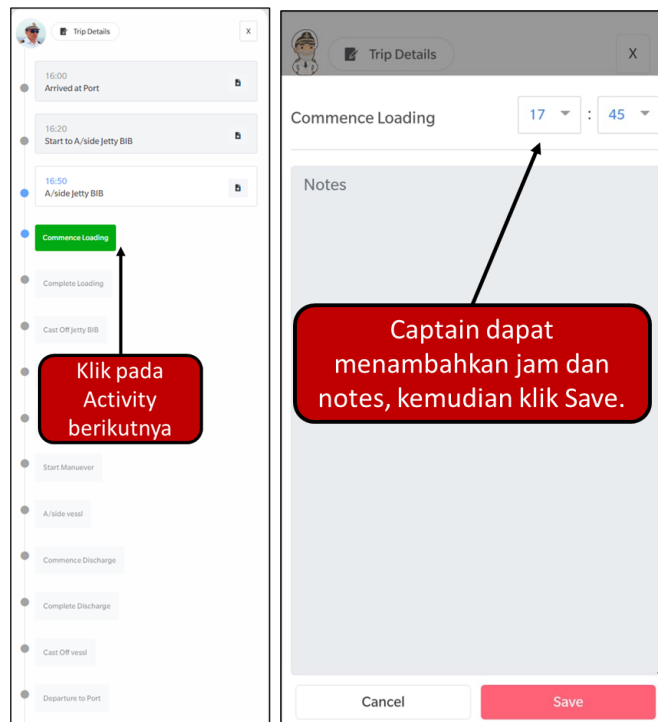 Trip Details
X
16:00
Arrived at Port
16:20
Start to A/side Jetty BIB
16:50
A/side Jetty BIB
Commence Loading
Complete Loading
Cast Off Jetty BIB
Klik pada
Activity
berikutnya
Start Manuever
A/side vessl
Commence Discharge
Complete Discharge
Cast Off vessl
Departure to Port
Trip Details
X
Commence Loading
17 : 45
Notes
Captain dapat
menambahkan jam dan
notes, kemudian klik Save.
Cancel
Save